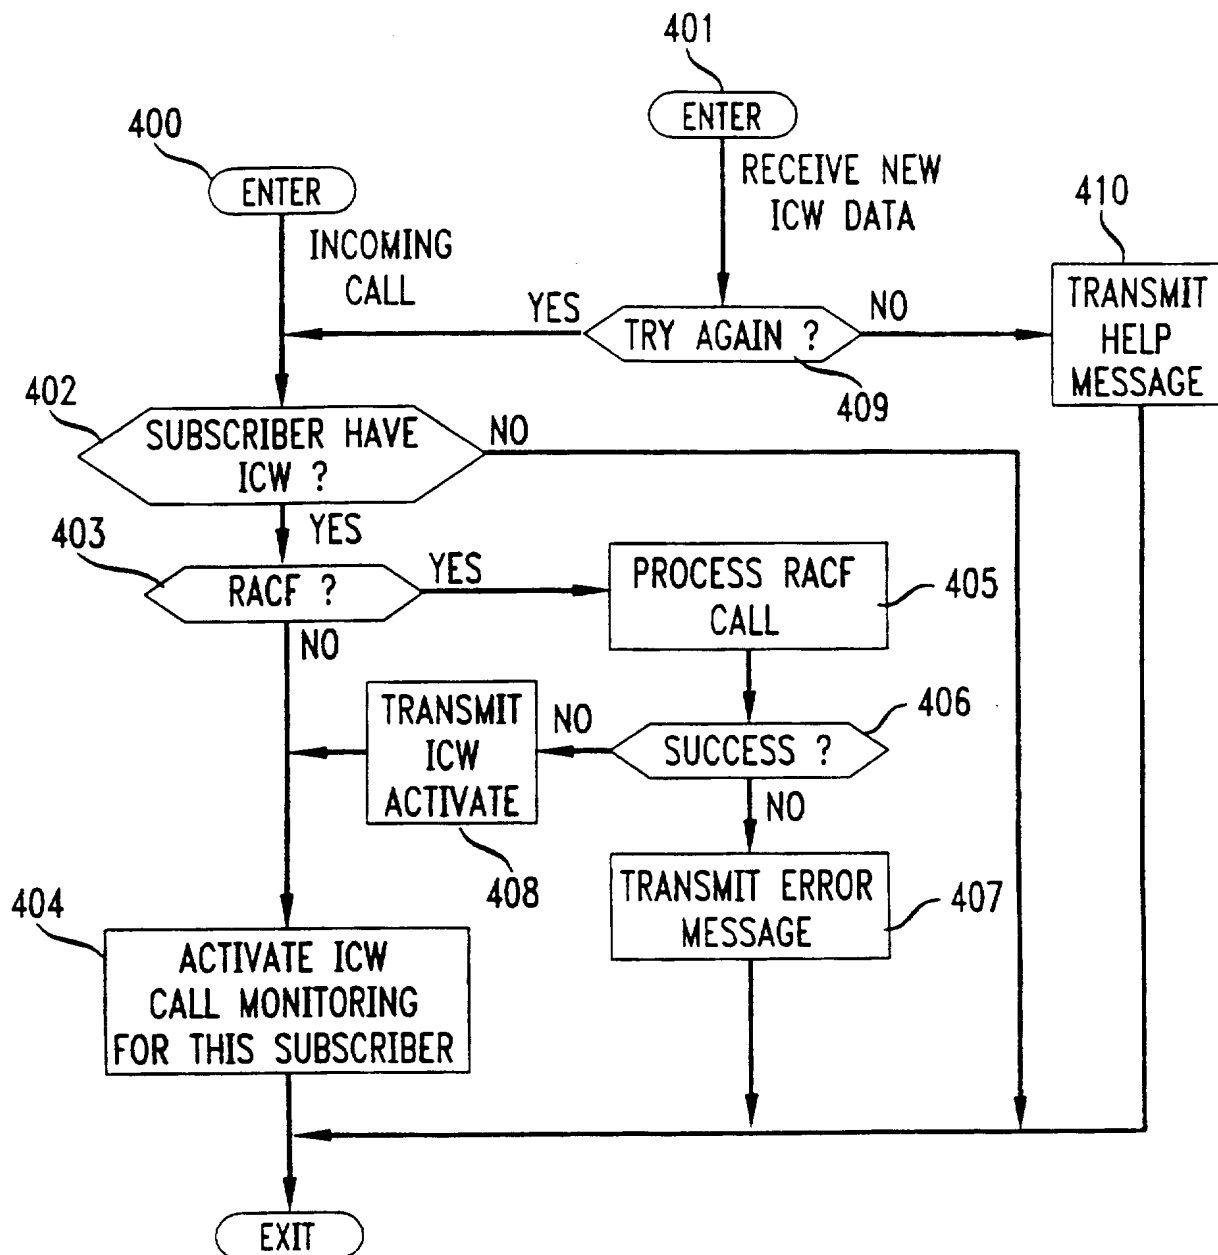 401
ENTER
400
ENTER
RECEIVE NEW
ICW DATA
410
INCOMING
CALL
YES
TRY AGAIN ?
NO
TRANSMIT
HELP
MESSAGE
409
402
SUBSCRIBER HAVE
ICW ?
NO
YES
403
RACF ?
YES
PROCESS RACF
CALL
405
NO
TRANSMIT
ICW
ACTIVATE
NO
SUCCESS ?
406
NO
408
TRANSMIT ERROR
MESSAGE
407
404
ACTIVATE ICW
CALL MONITORING
FOR THIS SUBSCRIBER
EXIT